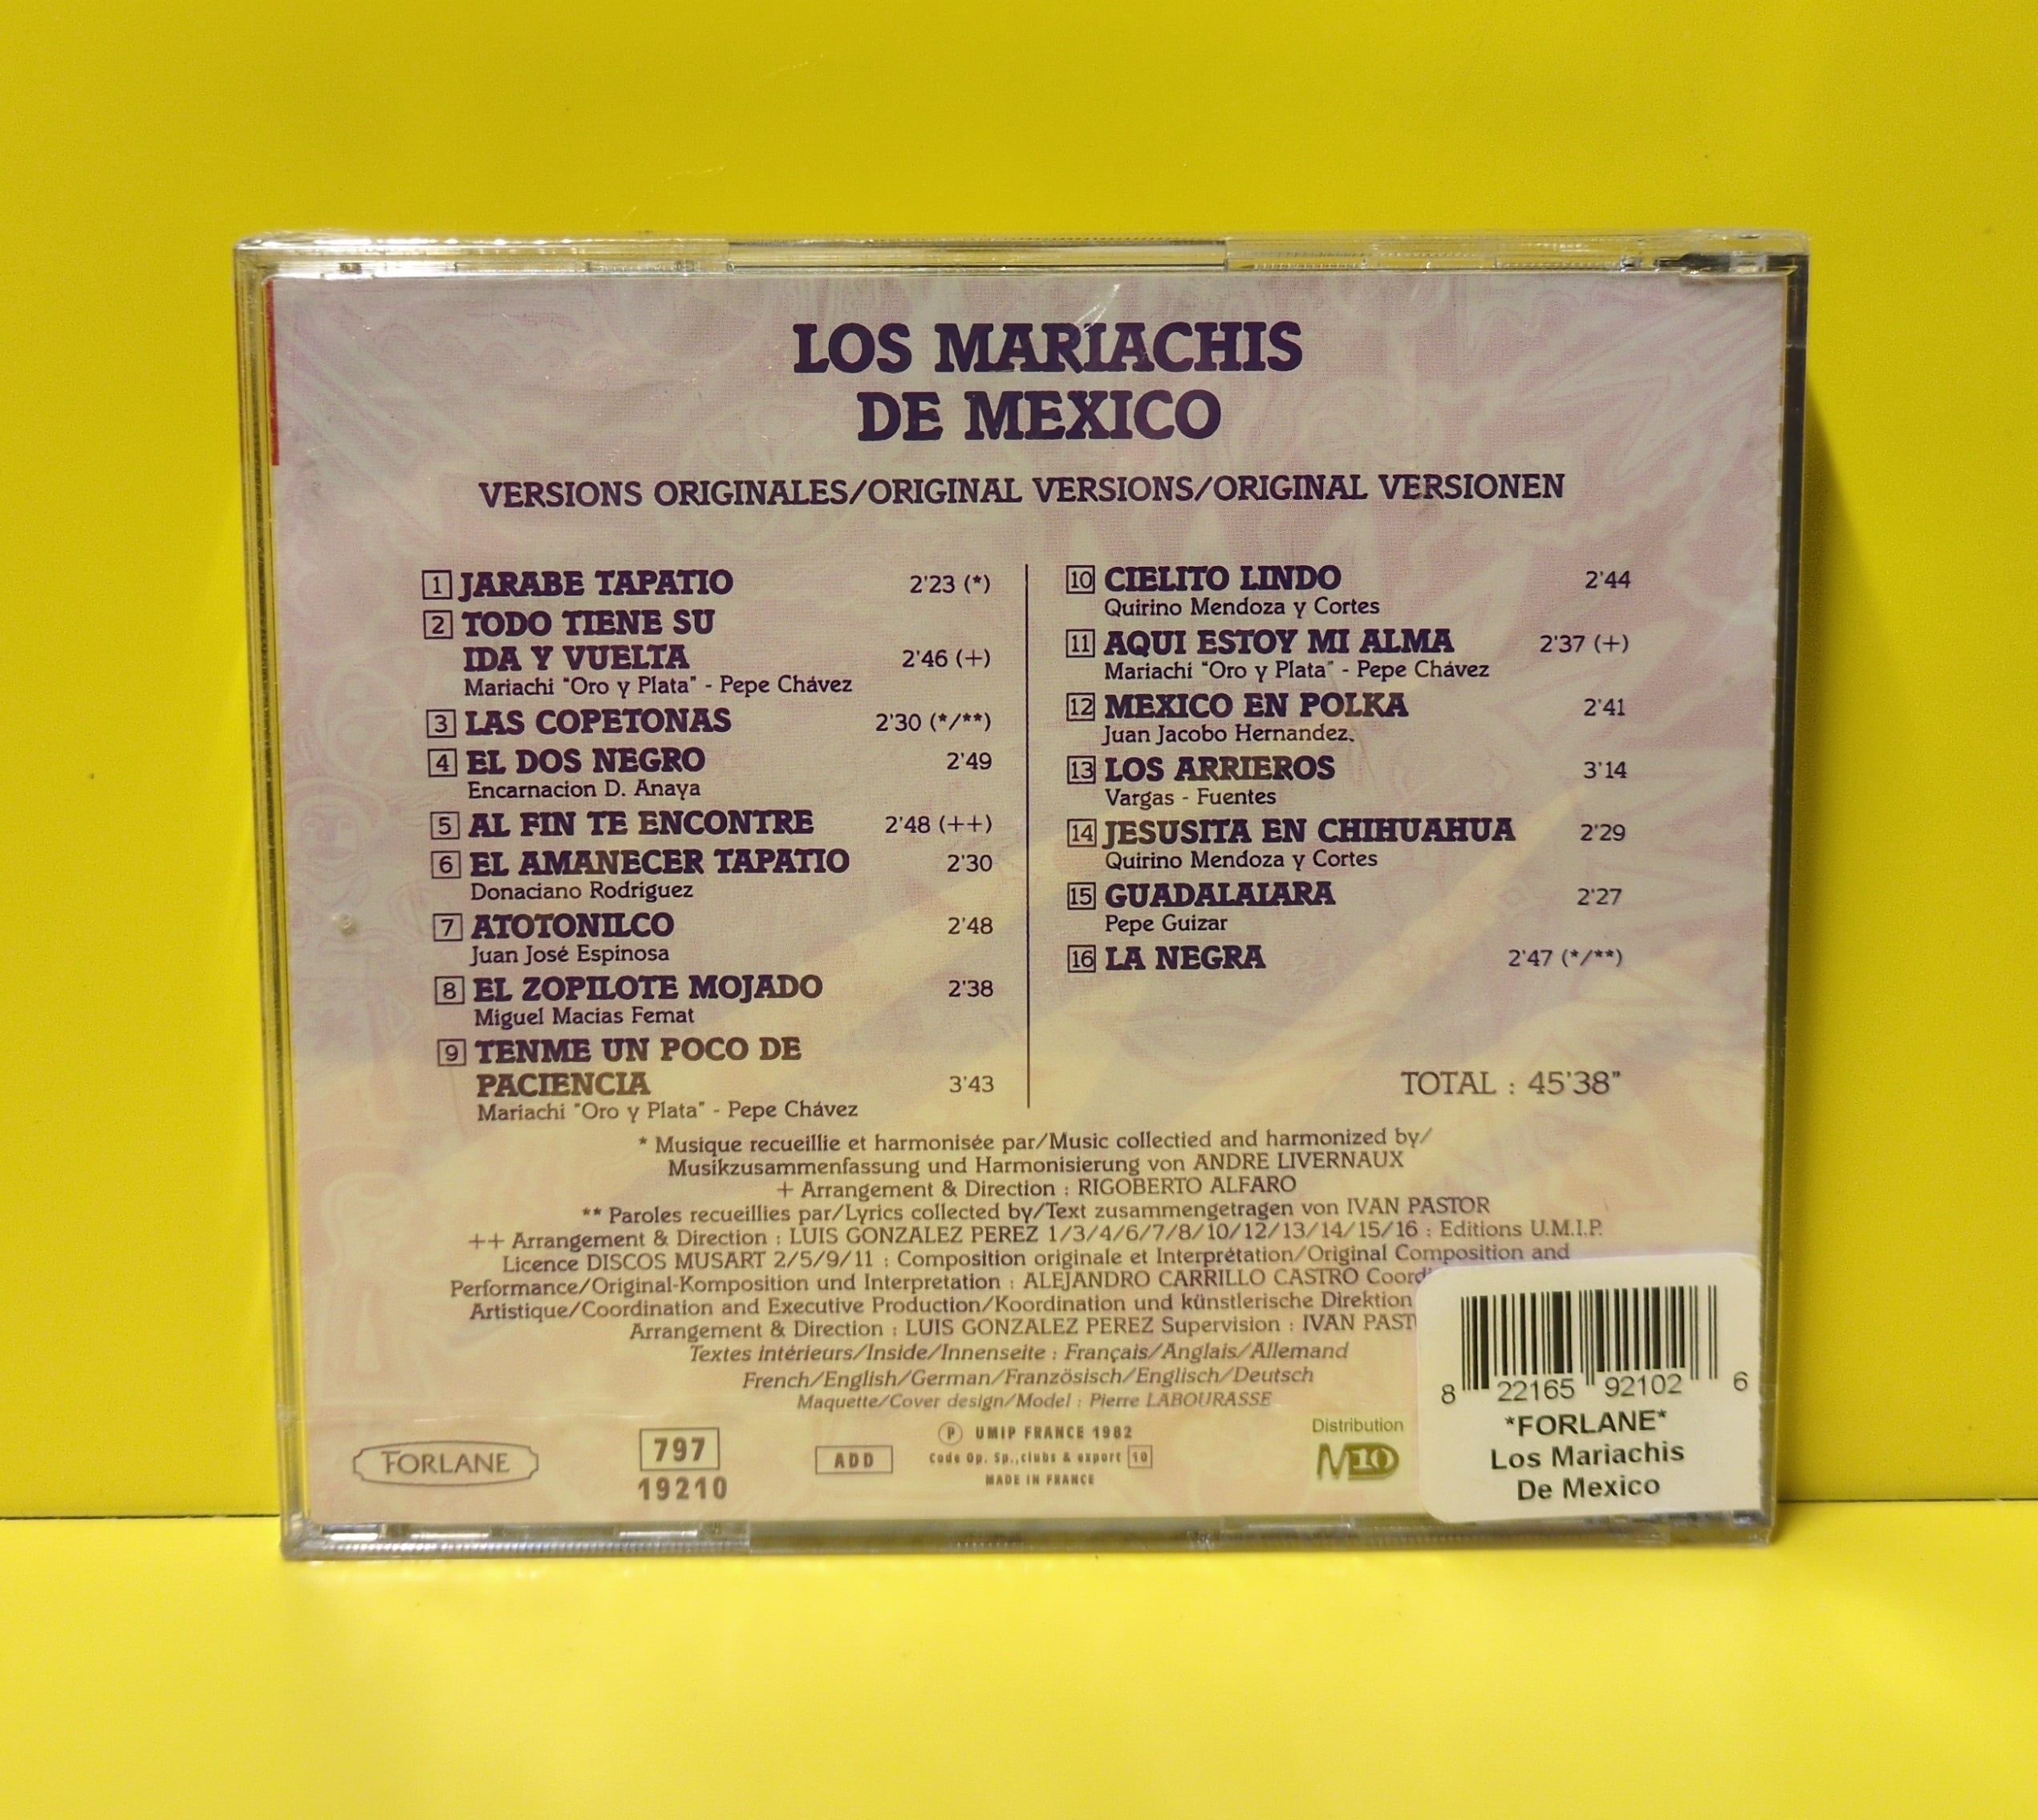 LOS MARIACHIS
DE MEXICO
VERSIONS ORIGINALES/ORIGINAL VERSIONS/ORIGINAL VERSIONEN
1 JARABE TAPATIO 2'23 (*)
2 TODO TIENE SU
IDA Y VUELTA 2'46 (+)
Mariachi "Oro y Plata" - Pepe Chávez
3 LAS COPETONAS 2'30 (*/**)
4 EL DOS NEGRO 2'49
Encarnacion D. Anaya
5 AL FIN TE ENCONTRE 2'48 (++)
6 EL AMANECER TAPATIO 2'30
Donaciano Rodriguez
7 ATOTONILCO 2'48
Juan José Espinosa
8 EL ZOPILOTE MOJADO 2'38
Miguel Macias Femat
9 TENME UN POCO DE
PACIENCIA 3'43
Mariachi "Oro y Plata" - Pepe Chávez
10 CIELITO LINDO 2'44
Quirino Mendoza y Cortes
11 AQUI ESTOY MI ALMA 2'37 (+)
Mariachi "Oro y Plata" - Pepe Chávez
12 MEXICO EN POLKA 2'41
Juan Jacobo Hernandez.
13 LOS ARRIEROS 3'14
Vargas - Fuentes
14 JESUSITA EN CHIHUAHUA 2'29
Quirino Mendoza y Cortes
15 GUADALAIARA 2'27
Pepe Guizar
16 LA NEGRA 2'47 (*/**)
TOTAL : 45'38"
* Musique recueillie et harmonisée par/Music collectied and harmonized by/
Musikzusammenfassung und Harmonisierung von ANDRE LIVERNAUX
+ Arrangement & Direction : RIGOBERTO ALFARO
** Paroles recueillies par/Lyrics collected by/Text zusammengetragen von IVAN PASTOR
++ Arrangement & Direction : LUIS GONZALEZ PEREZ 1/3/4/6/7/8/10/12/13/14/15/16 : Editions U.M.I.P.
Licence DISCOS MUSART 2/5/9/11 : Composition originale et Interprétation/Original Composition and
Performance/Original-Komposition und Interpretation : ALEJANDRO CARRILLO CASTRO
Artistique/Coordination and Executive Production/Koordination und künstlerische Direktion
Arrangement & Direction : LUIS GONZALEZ PEREZ Supervision : IVAN
Textes intérieurs/Inside/Innenseite : Français/Anglais/Allemand
French/English/German/Französisch/Englisch/Deutsch
Maquette/Cover design/Model : Pierre LABOURASSE
FORLANE
797
19210
ADD
Ⓟ UMIP FRANCE 1982
Code Op. Sp.,clubs & export 10
MADE IN FRANCE
Distribution
M10
8 22165 92102 6
*FORLANE*
Los Mariachis
De Mexico